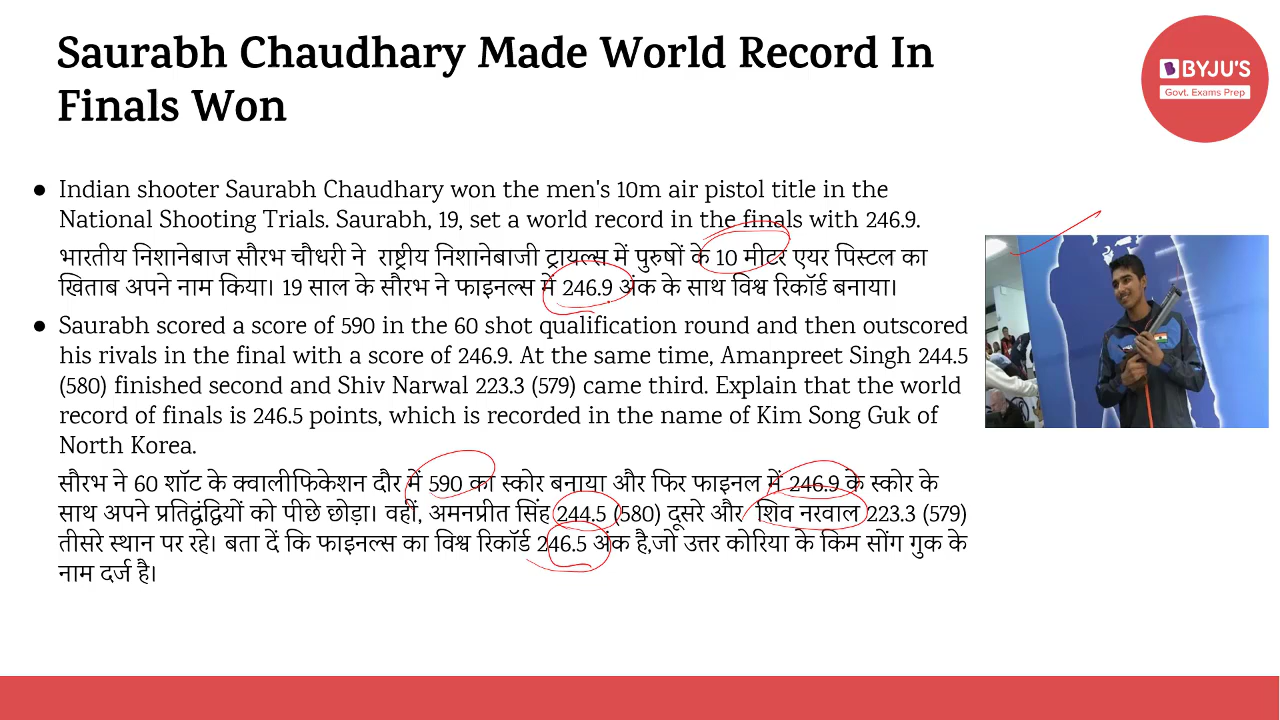 Saurabh Chaudhary Made World Record In
Finals Won
BYJU'S
Govt. Exams Prep
● Indian shooter Saurabh Chaudhary won the men's 10m air pistol title in the
National Shooting Trials. Saurabh, 19, set a world record in the finals with 246.9.
भारतीय निशानेबाज सौरभ चौधरी ने राष्ट्रीय निशानेबाजी ट्रायल्स में पुरुषों के 10 मीटर एयर पिस्टल का
खिताब अपने नाम किया। 19 साल के सौरभ ने फाइनल्स में 246.9 अंक के साथ विश्व रिकॉर्ड बनाया।
● Saurabh scored a score of 590 in the 60 shot qualification round and then outscored
his rivals in the final with a score of 246.9. At the same time, Amanpreet Singh 244.5
(580) finished second and Shiv Narwal 223.3 (579) came third. Explain that the world
record of finals is 246.5 points, which is recorded in the name of Kim Song Guk of
North Korea.
सौरभ ने 60 शॉट के क्वालीफिकेशन दौर में 590 का स्कोर बनाया और फिर फाइनल में 246.9 के स्कोर के
साथ अपने प्रतिद्वंद्वियों को पीछे छोड़ा। वहीं, अमनप्रीत सिंह 244.5 (580) दूसरे और शिव नरवाल 223.3 (579)
तीसरे स्थान पर रहे। बता दें कि फाइनल्स का विश्व रिकॉर्ड 246.5 अंक है,जो उत्तर कोरिया के किम सोंग गुक के
नाम दर्ज है।